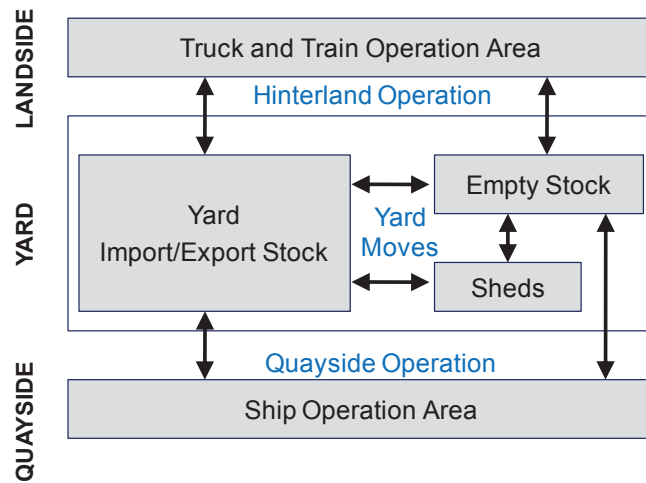 LANDSIDE
Truck and Train Operation Area
Hinterland Operation
YARD
Yard
Import/Export Stock
Empty Stock
Yard
Moves
Sheds
QUAYSIDE
Quayside Operation
Ship Operation Area